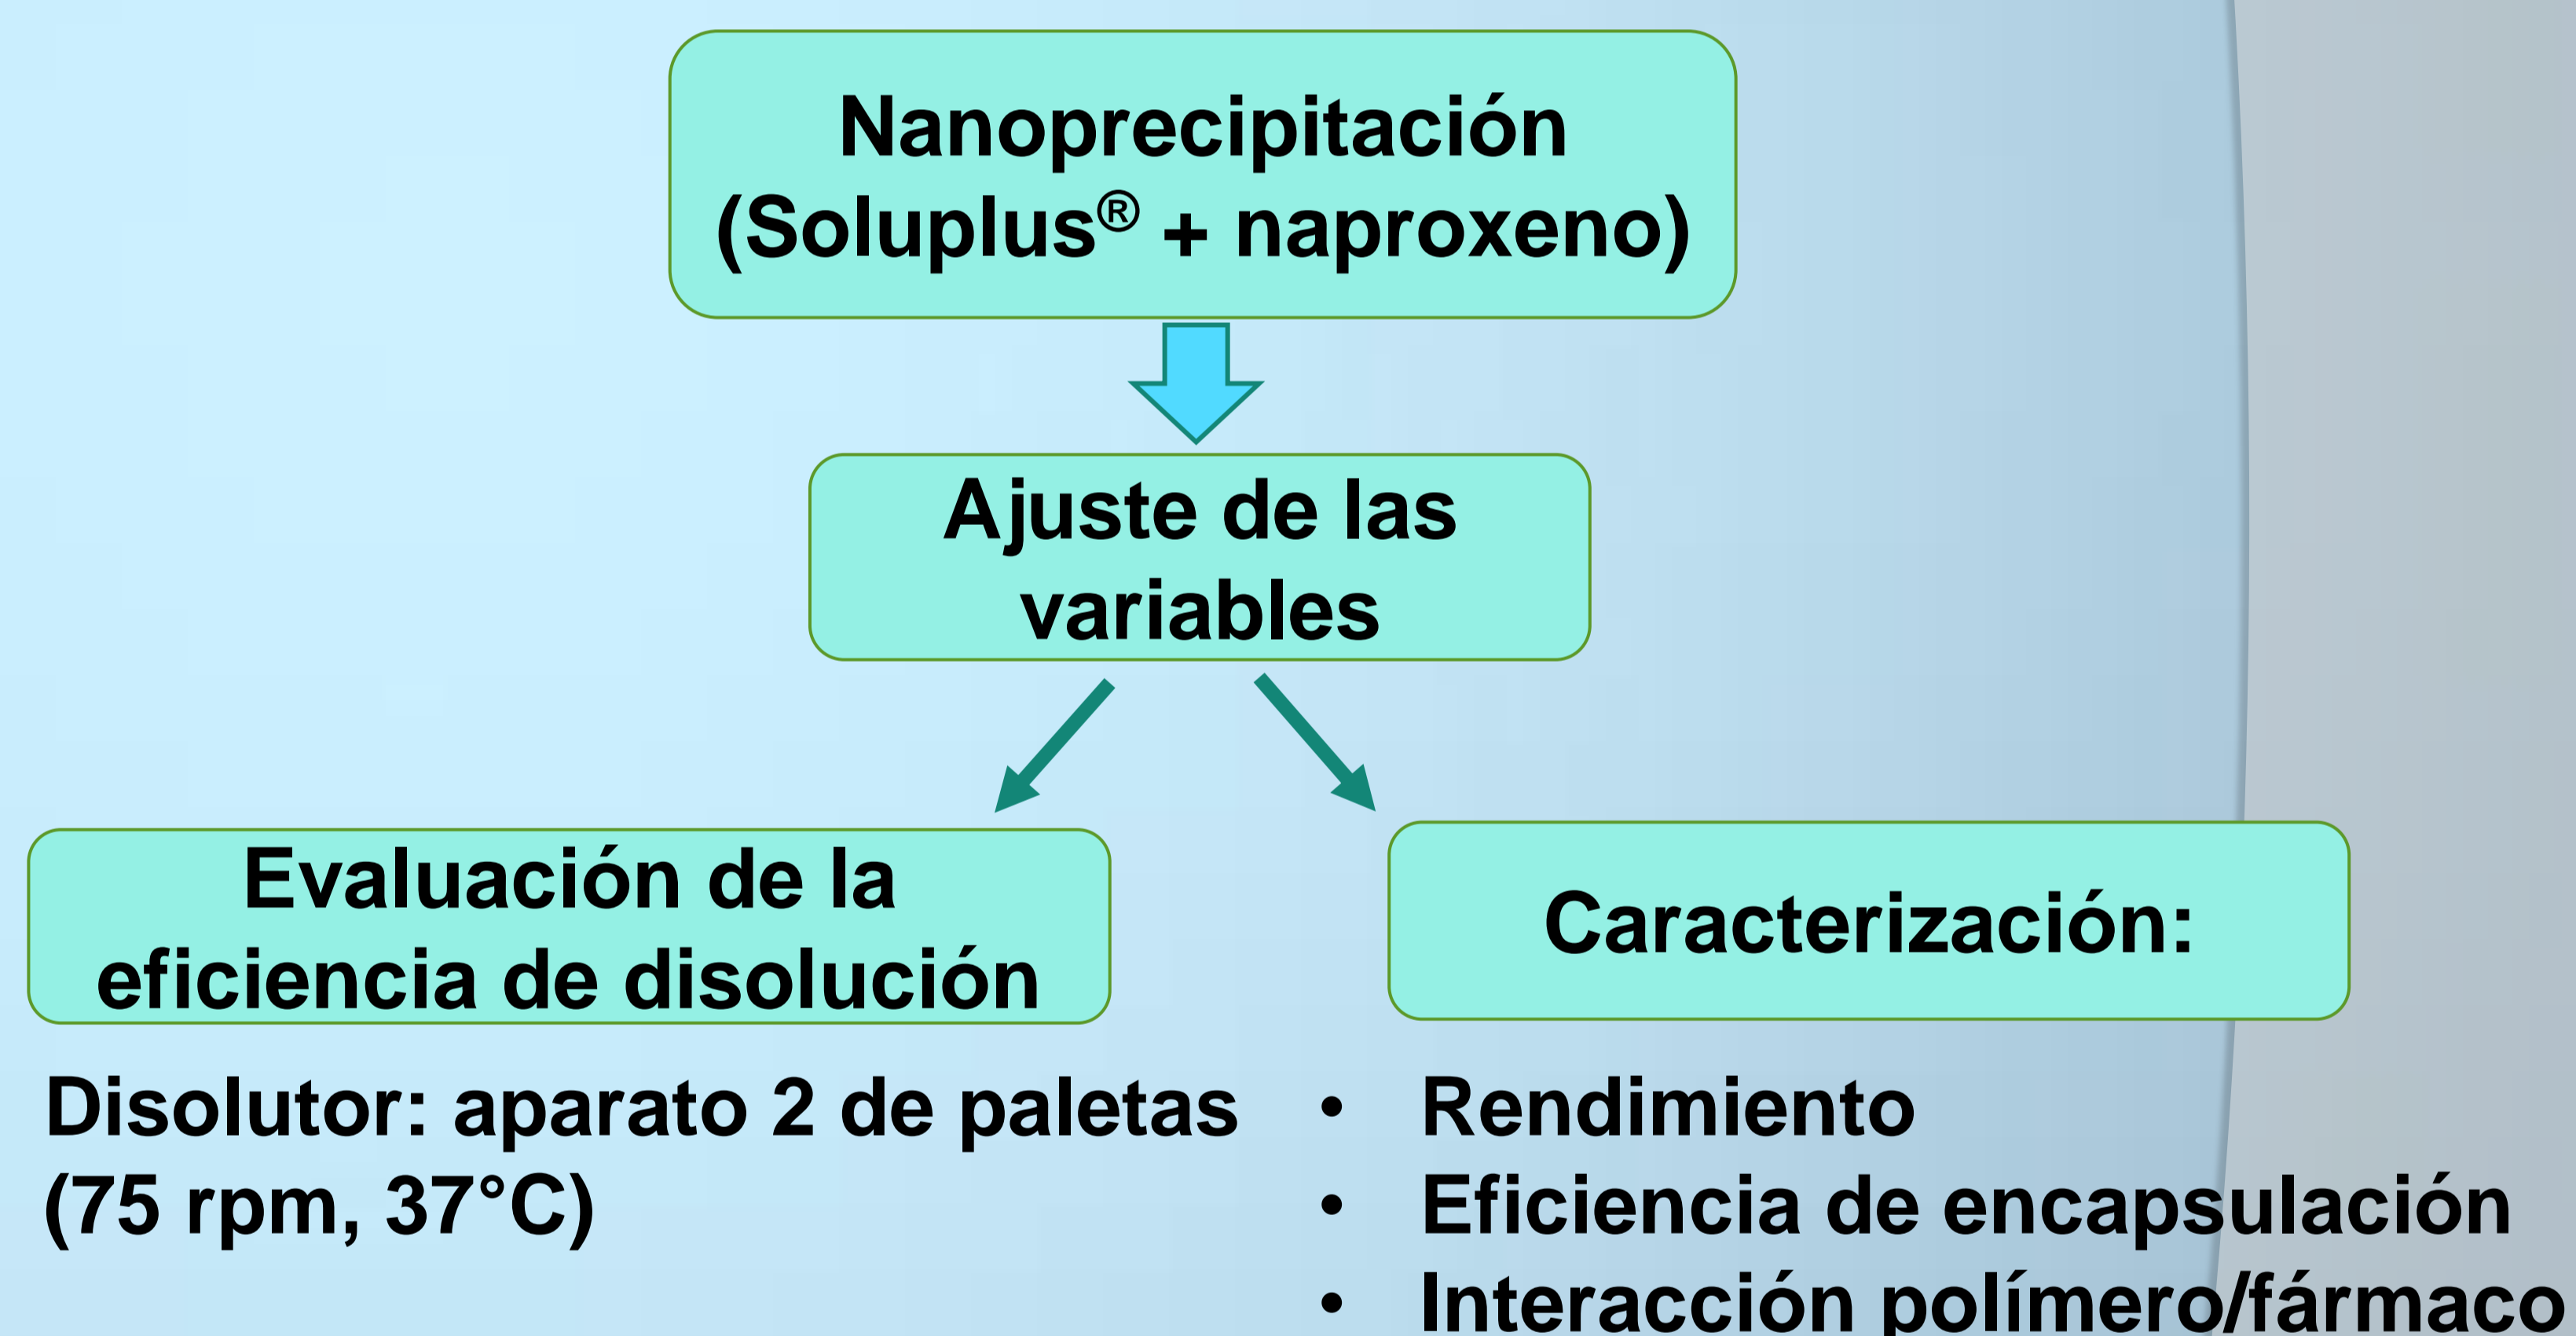 Nanoprecipitación
(Soluplus® + naproxeno)
Ajuste de las
variables
Evaluación de la
eficiencia de disolución
Caracterización:
Disolutor: aparato 2 de paletas
(75 rpm, 37°C)
• Rendimiento
• Eficiencia de encapsulación
• Interacción polímero/fármaco